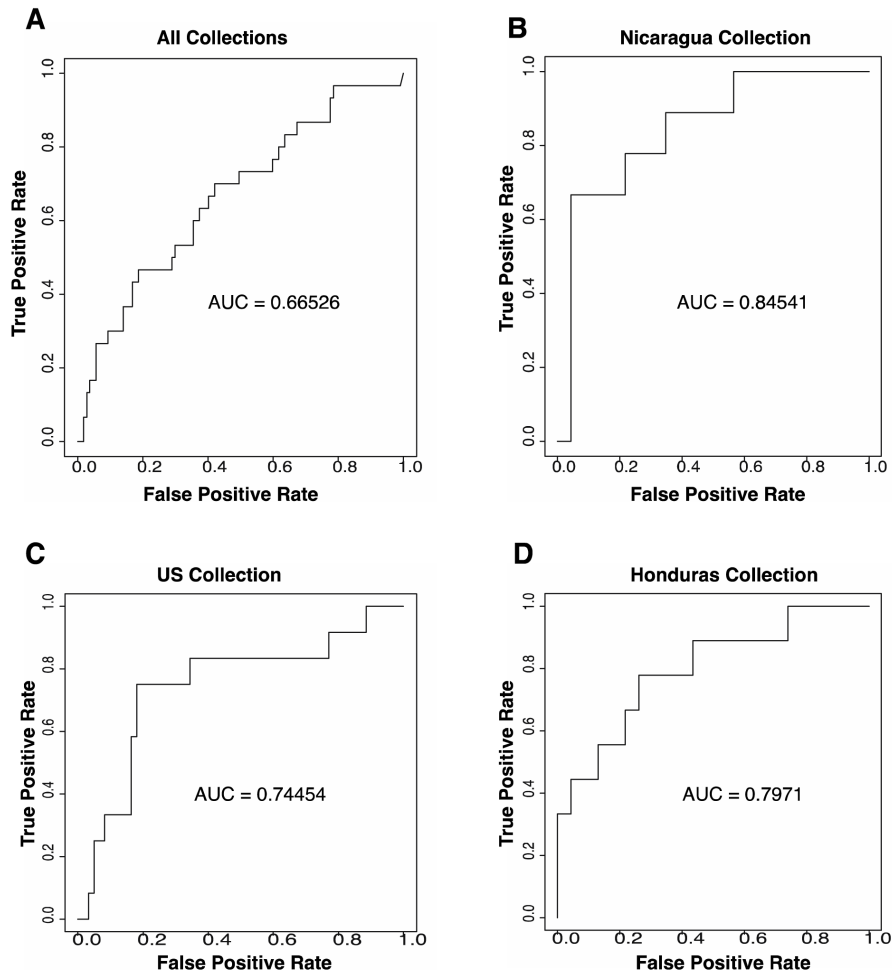 A
All Collections
True Positive Rate
1.0
0.8
0.6
0.4
0.2
0.0
AUC = 0.66526
0.0 0.2 0.4 0.6 0.8 1.0
False Positive Rate
B
Nicaragua Collection
True Positive Rate
1.0
0.8
0.6
0.4
0.2
0.0
AUC = 0.84541
0.0 0.2 0.4 0.6 0.8 1.0
False Positive Rate
C
US Collection
True Positive Rate
1.0
0.8
0.6
0.4
0.2
0.0
AUC = 0.74454
0.0 0.2 0.4 0.6 0.8 1.0
False Positive Rate
D
Honduras Collection
True Positive Rate
1.0
0.8
0.6
0.4
0.2
0.0
AUC = 0.7971
0.0 0.2 0.4 0.6 0.8 1.0
False Positive Rate